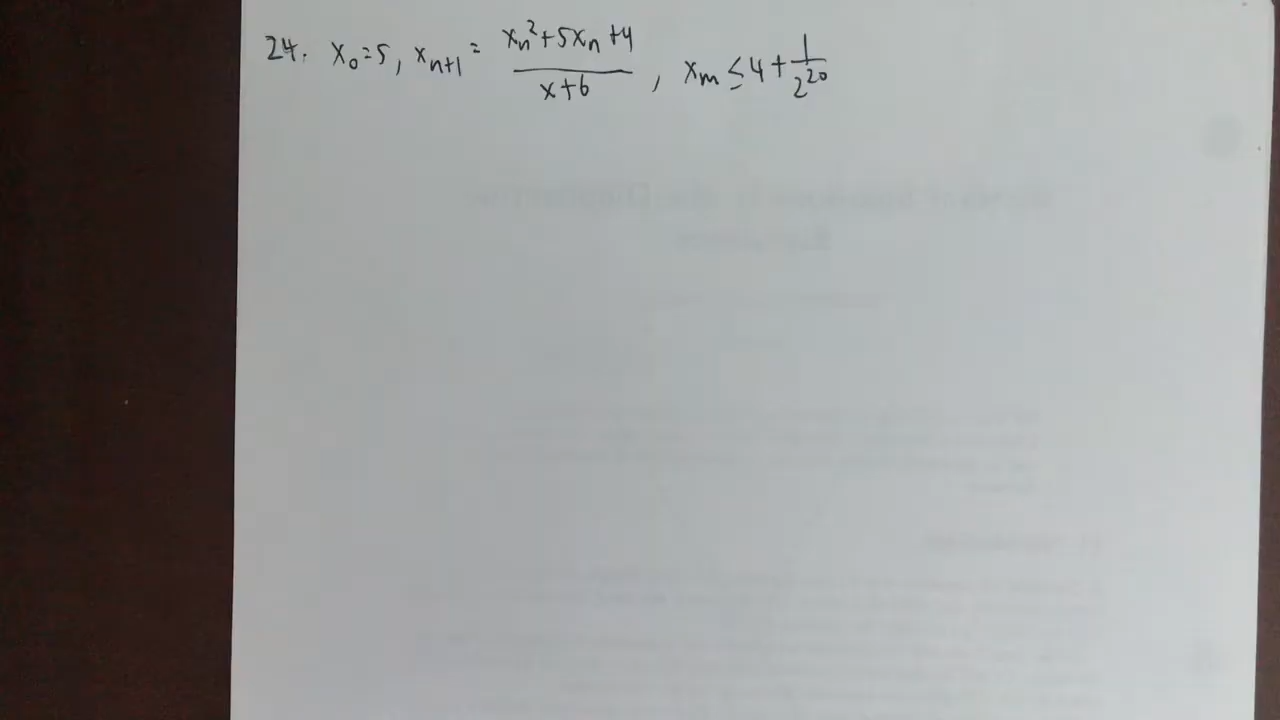 24. x₀=5, xₙ₊₁ = (xₙ²+5xₙ+4)/(x+6), xₘ ≤ 4 + 1/2²⁰